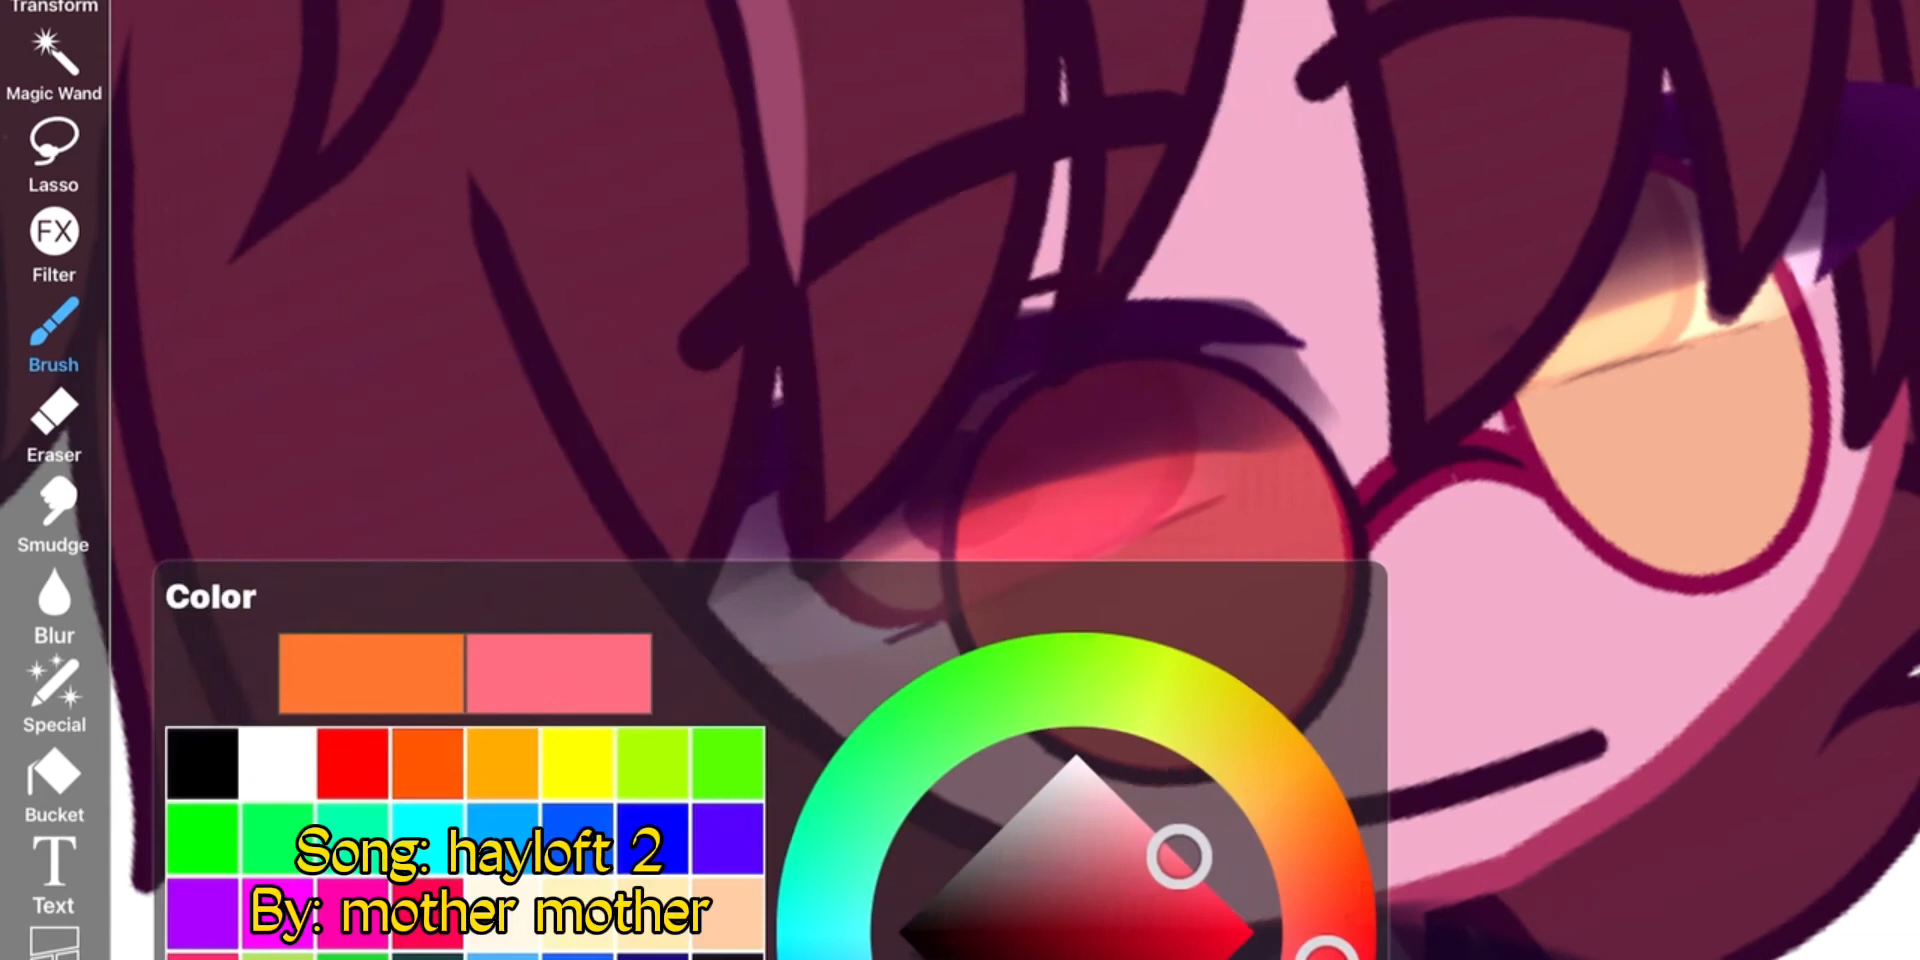 Transform
Magic Wand
Lasso
FX
Filter
Brush
Eraser
Smudge
Blur
Special
Bucket
T
Text
Color
Song: hayloft 2
By: mother mother